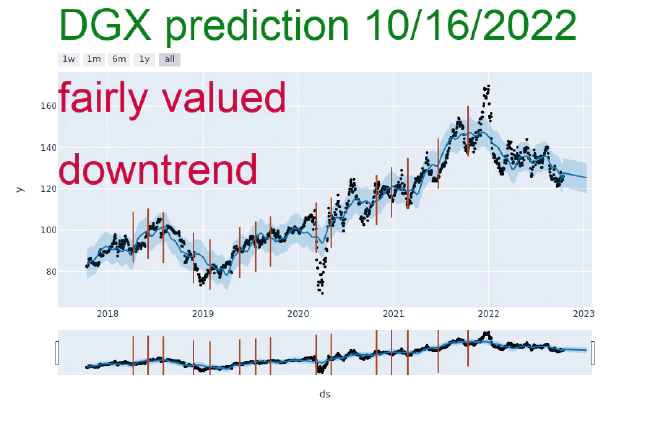 DGX prediction 10/16/2022
1w 1m 6m 1y all
fairly valued
downtrend
160
140
120
100
80
y
2018 2019 2020 2021 2022 2023
ds